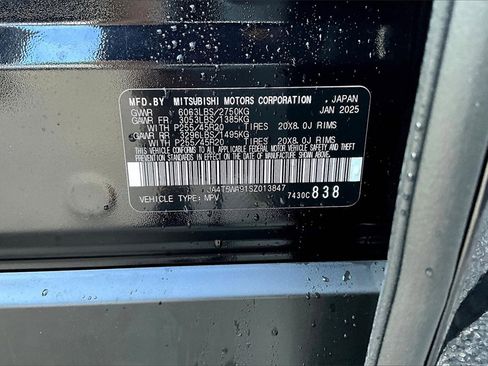 MFD.BY MITSUBISHI MOTORS CORPORATION , JAPAN
GVWR 6063LBS/2750KG JAN 2025
GAWR FR 3053LBS/1385KG
WITH P255/45R20 TIRES 20X8.0J RIMS
GAWR RR 3296LBS/1495KG
WITH P255/45R20 TIRES 20X8.0J RIMS
THIS VEHICLE CONFORMS TO ALL APPLICABLE FEDERAL
MOTOR VEHICLE SAFETY AND THEFT PREVENTION STANDARDS
IN EFFECT ON THE DATE OF MANUFACTURE SHOWN ABOVE.
JA4T5WA91SZ013847
VEHICLE TYPE: MPV 7430C 838